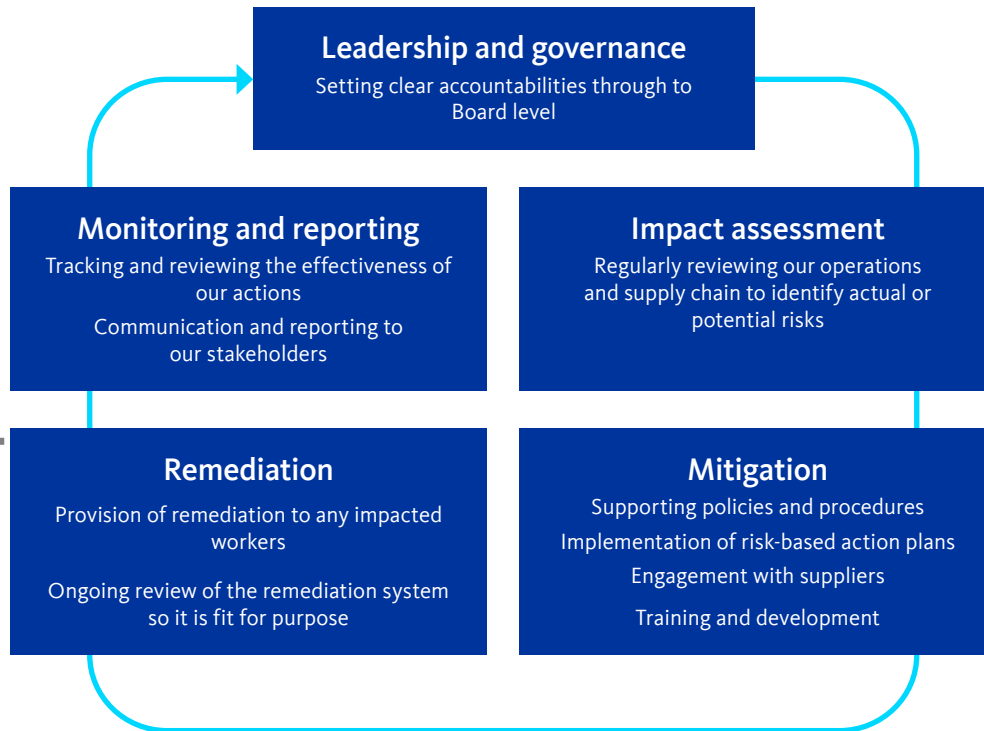 Leadership and governance
Setting clear accountabilities through to
Board level
Monitoring and reporting
Tracking and reviewing the effectiveness of
our actions
Communication and reporting to
our stakeholders
Impact assessment
Regularly reviewing our operations
and supply chain to identify actual or
potential risks
Remediation
Provision of remediation to any impacted
workers
Ongoing review of the remediation system
so it is fit for purpose
Mitigation
Supporting policies and procedures
Implementation of risk-based action plans
Engagement with suppliers
Training and development